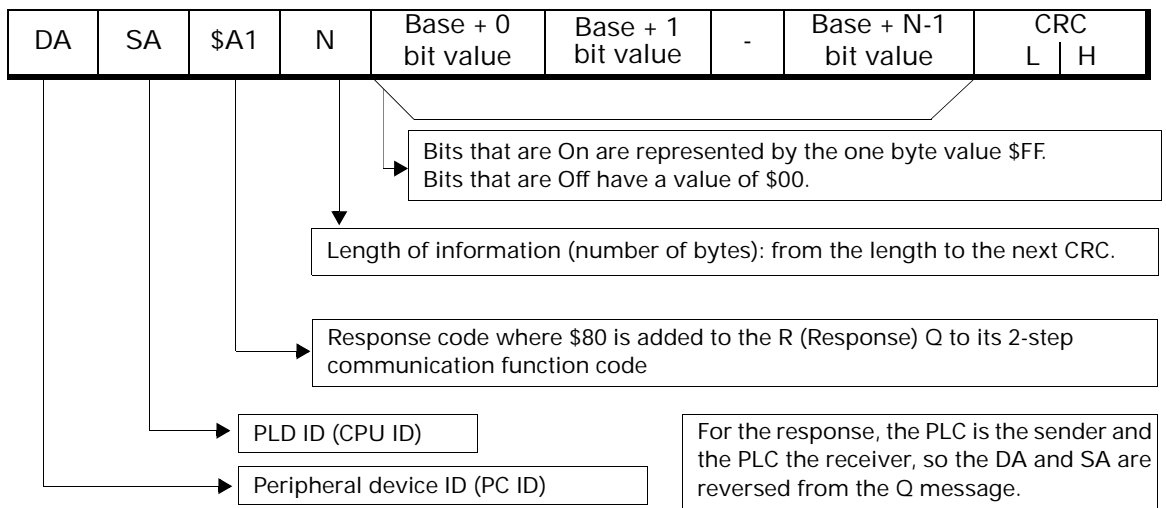 DA SA $A1 N Base + 0 Base + 1 - Base + N-1 CRC
bit value bit value bit value L H
Bits that are On are represented by the one byte value $FF.
Bits that are Off have a value of $00.
Length of information (number of bytes): from the length to the next CRC.
Response code where $80 is added to the R (Response) Q to its 2-step
communication function code
PLD ID (CPU ID)
Peripheral device ID (PC ID)
For the response, the PLC is the sender and
the PLC the receiver, so the DA and SA are
reversed from the Q message.